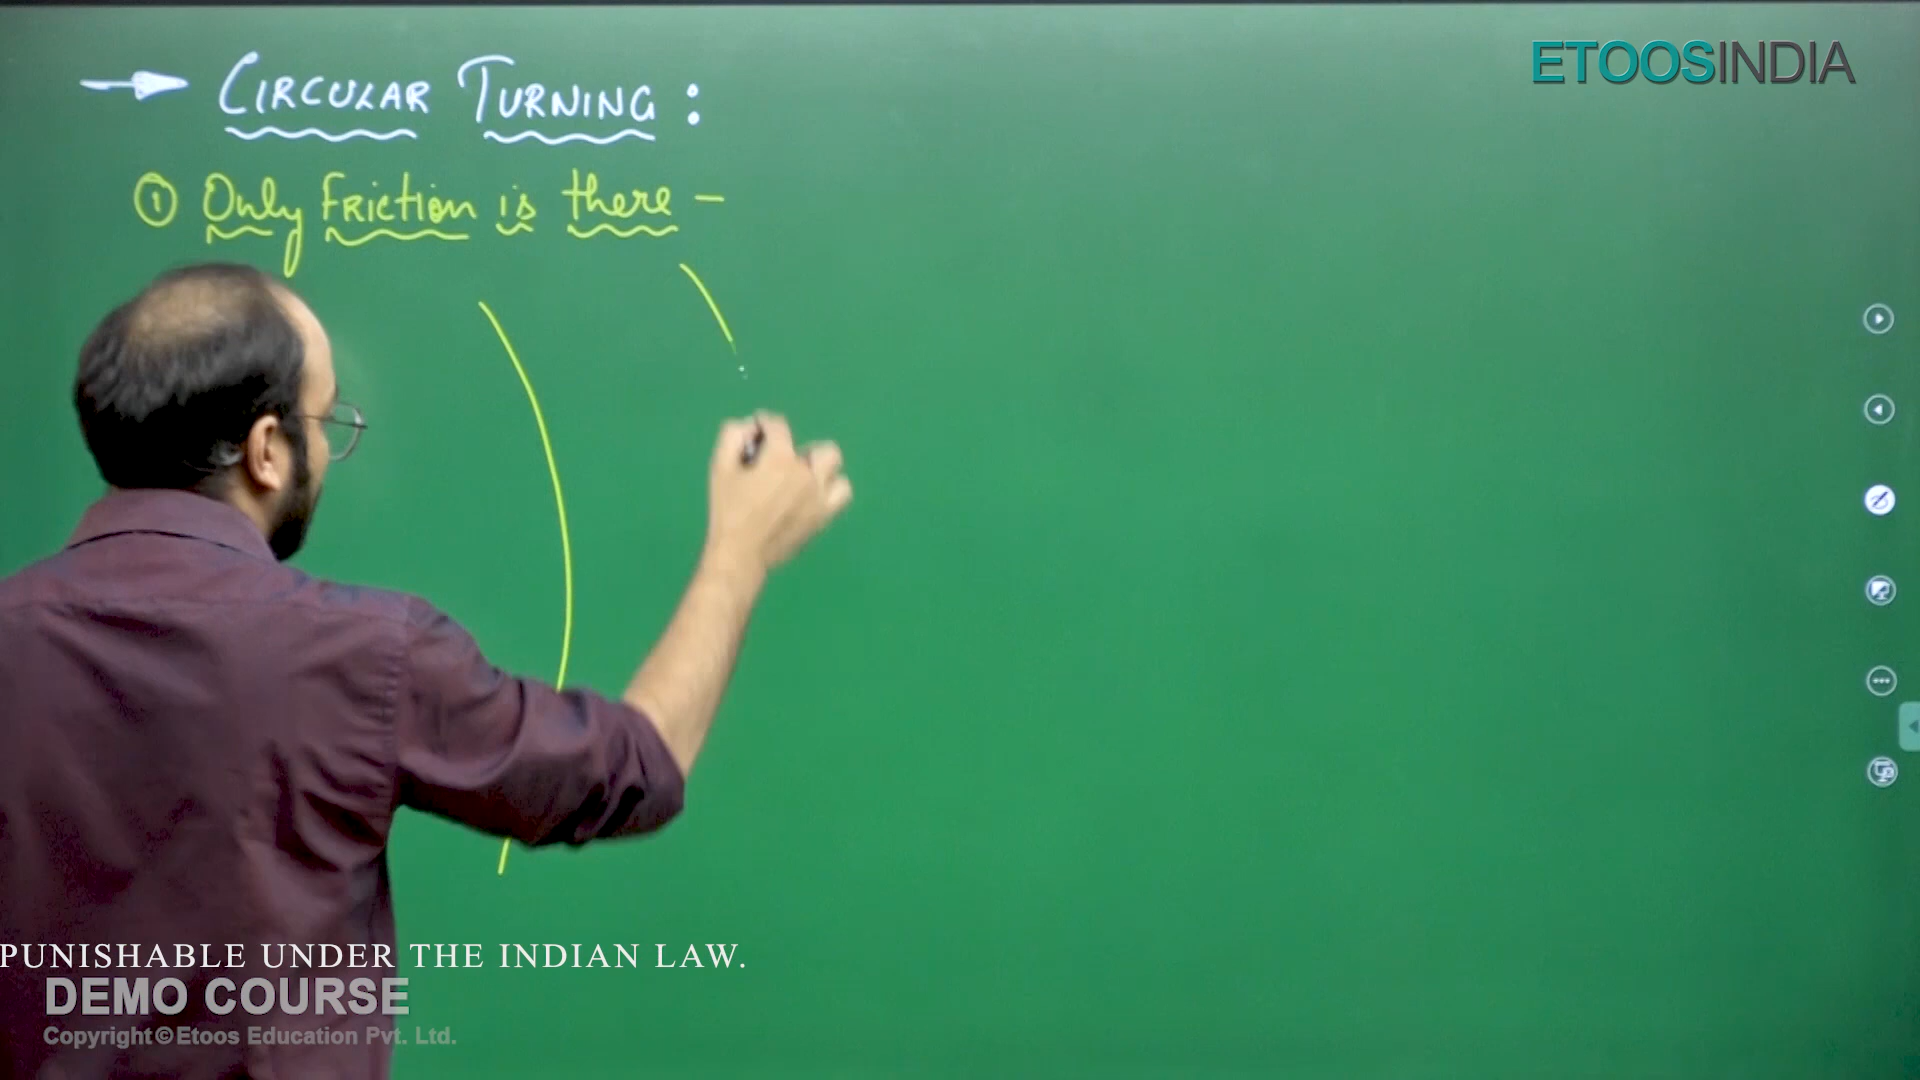 ETOOSINDIA
→ CIRCULAR TURNING :
① Only FRiction is there –
PUNISHABLE UNDER THE INDIAN LAW.
DEMO COURSE
Copyright©Etoos Education Pvt. Ltd.